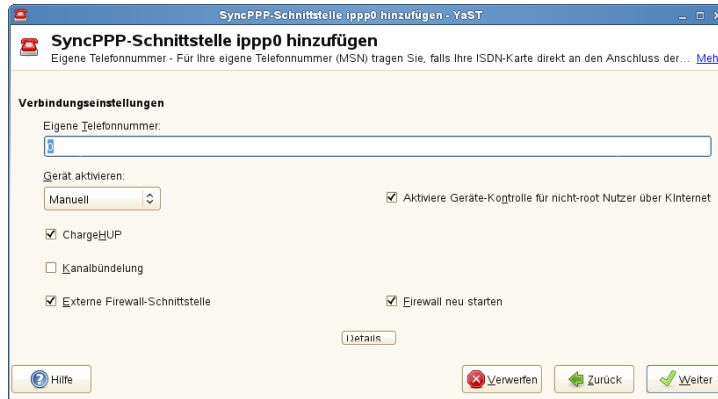 SyncPPP-Schnittstelle ippp0 hinzufügen - YaST
SyncPPP-Schnittstelle ippp0 hinzufügen
Eigene Telefonnummer - Für Ihre eigene Telefonnummer (MSN) tragen Sie, falls Ihre ISDN-Karte direkt an den Anschluss der... Meh
Verbindungseinstellungen
Eigene Telefonnummer:
0
Gerät aktivieren:
Manuell
Aktiviere Geräte-Kontrolle für nicht-root Nutzer über KInternet
ChargeHUP
Kanalbündelung
Externe Firewall-Schnittstelle
Firewall neu starten
Details...
Hilfe
Verwerfen
Zurück
Weiter